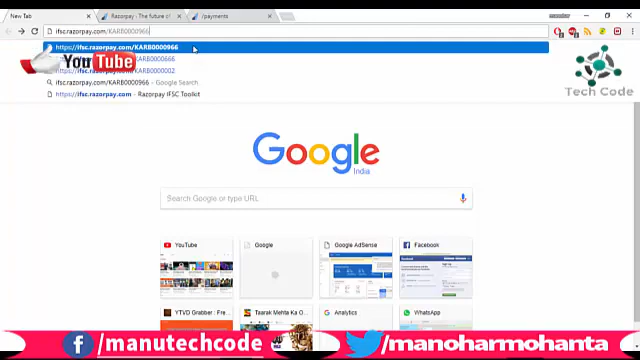 New Tab
Razorpay - The future of
/payments
ifsc.razorpay.com/KARB0000966
https://ifsc.razorpay.com/KARB0000966
https://ifsc.razorpay.com/KARB0000666
https://ifsc.razorpay.com/KARB0000002
ifsc.razorpay.com/KARB0000966 - Google Search
https://ifsc.razorpay.com - Razorpay IFSC Toolkit
You Tube
Tech Code
Google
India
Search Google or type URL
YouTube
Google
Google AdSense
Facebook
YTVD Grabber : Fre
Taarak Mehta Ka O
Analytics
WhatsApp
/manutechcode
/manoharmohanta